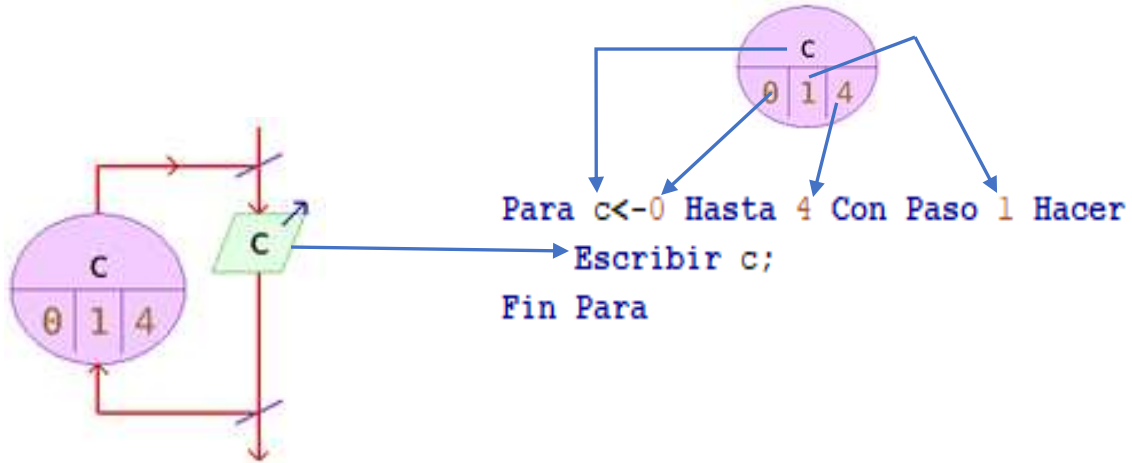 c
0 1 4
Para c<-0 Hasta 4 Con Paso 1 Hacer
Escribir c;
Fin Para
C
C
0 1 4